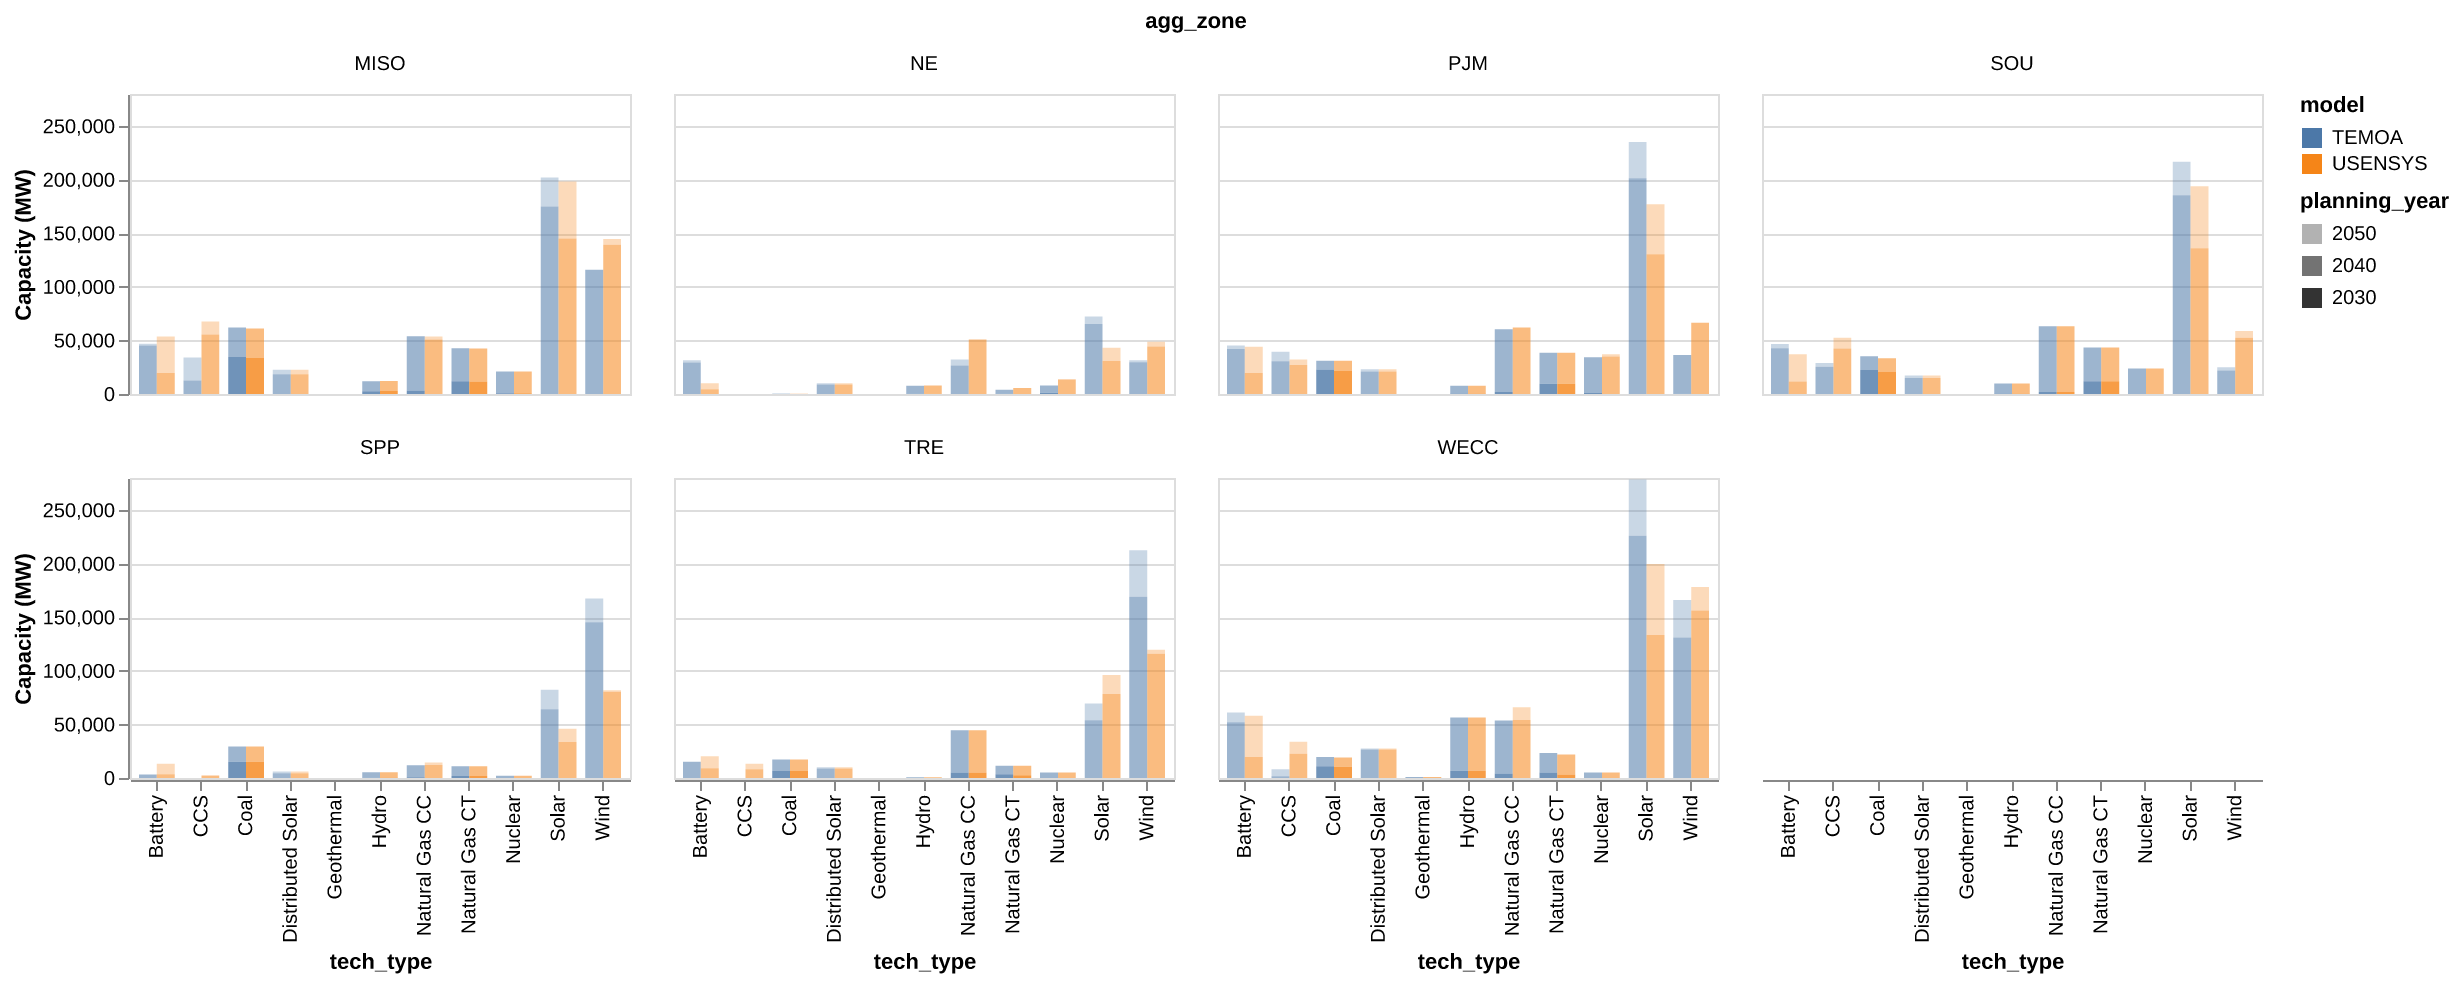 agg_zone
MISO
NE
PJM
SOU
Capacity (MW)
250,000
200,000
150,000
100,000
50,000
0
model
TEMOA
USENSYS
planning_year
2050
2040
2030
SPP
TRE
WECC
Capacity (MW)
250,000
200,000
150,000
100,000
50,000
0
Battery
CCS
Coal
Distributed Solar
Geothermal
Hydro
Natural Gas CC
Natural Gas CT
Nuclear
Solar
Wind
Battery
CCS
Coal
Distributed Solar
Geothermal
Hydro
Natural Gas CC
Natural Gas CT
Nuclear
Solar
Wind
Battery
CCS
Coal
Distributed Solar
Geothermal
Hydro
Natural Gas CC
Natural Gas CT
Nuclear
Solar
Wind
Battery
CCS
Coal
Distributed Solar
Geothermal
Hydro
Natural Gas CC
Natural Gas CT
Nuclear
Solar
Wind
tech_type
tech_type
tech_type
tech_type